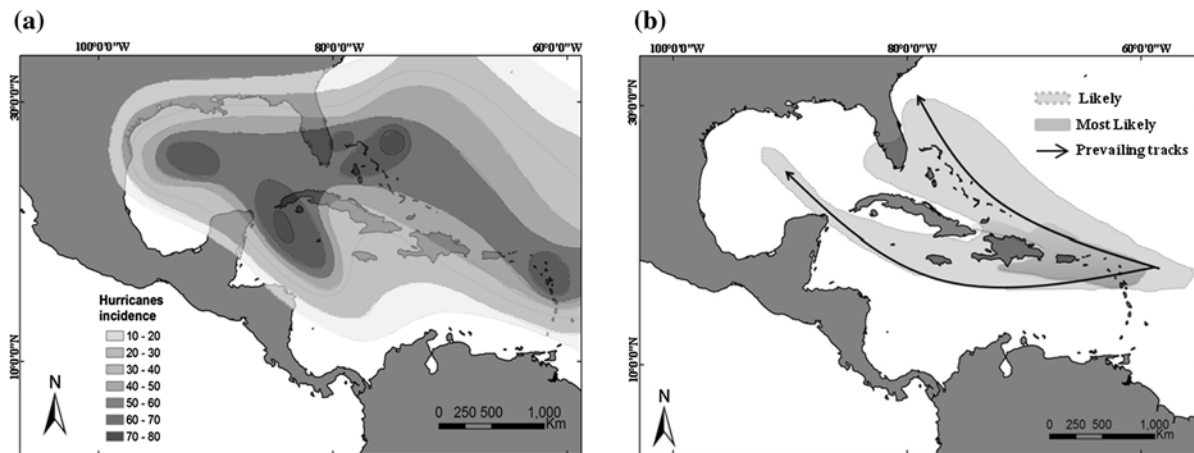 (a)
100°0'0"W 80°0'0"W 60°0'0"W
30°0'0"N
10°0'0"N
Hurricanes
incidence
10 - 20
20 - 30
30 - 40
40 - 50
50 - 60
60 - 70
70 - 80
N
0 250 500 1,000
Km
(b)
100°0'0"W 80°0'0"W 60°0'0"W
30°0'0"N
10°0'0"N
Likely
Most Likely
Prevailing tracks
N
0 250 500 1,000
Km